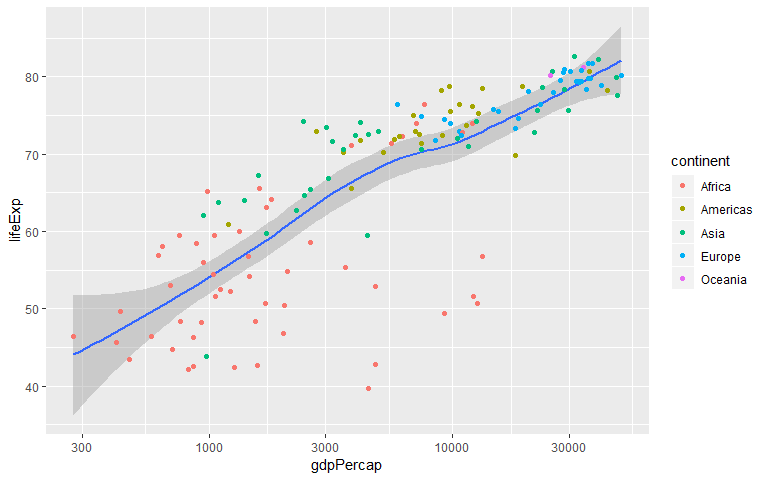 80
70
60
50
40
lifeExp
300
1000
3000
10000
30000
gdpPercap
continent
Africa
Americas
Asia
Europe
Oceania